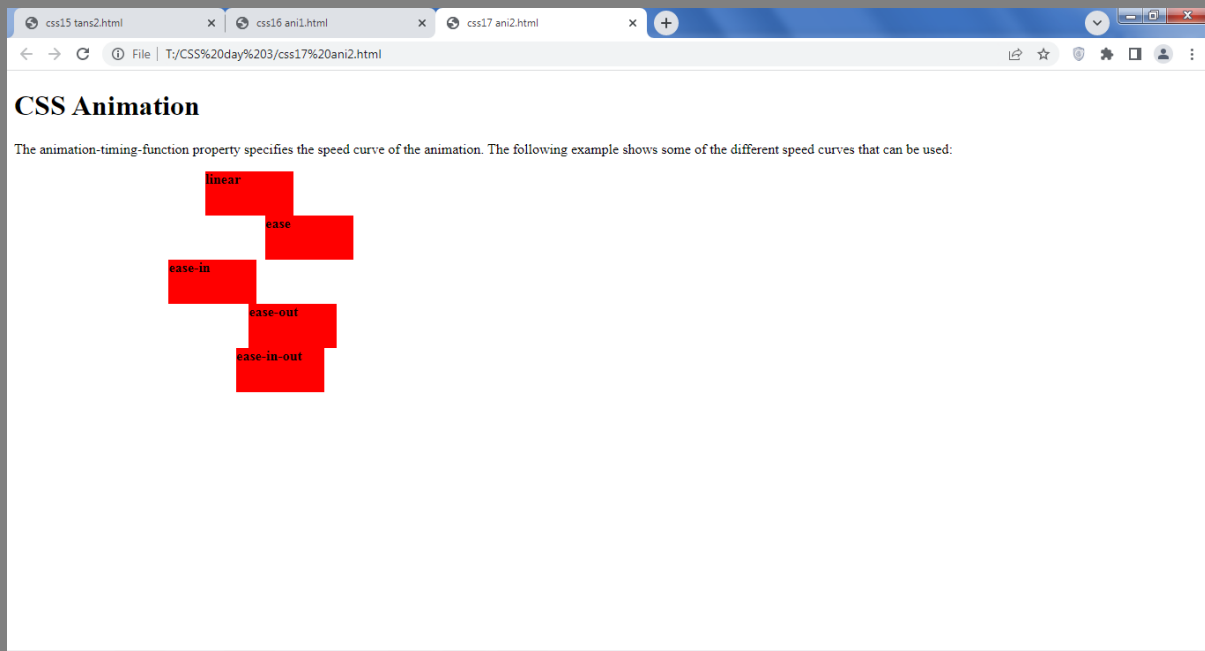 css15 tans2.html
css16 ani1.html
css17 ani2.html
File
T:/CSS%20day%203/css17%20ani2.html
CSS Animation
The animation-timing-function property specifies the speed curve of the animation. The following example shows some of the different speed curves that can be used:
linear
ease
ease-in
ease-out
ease-in-out